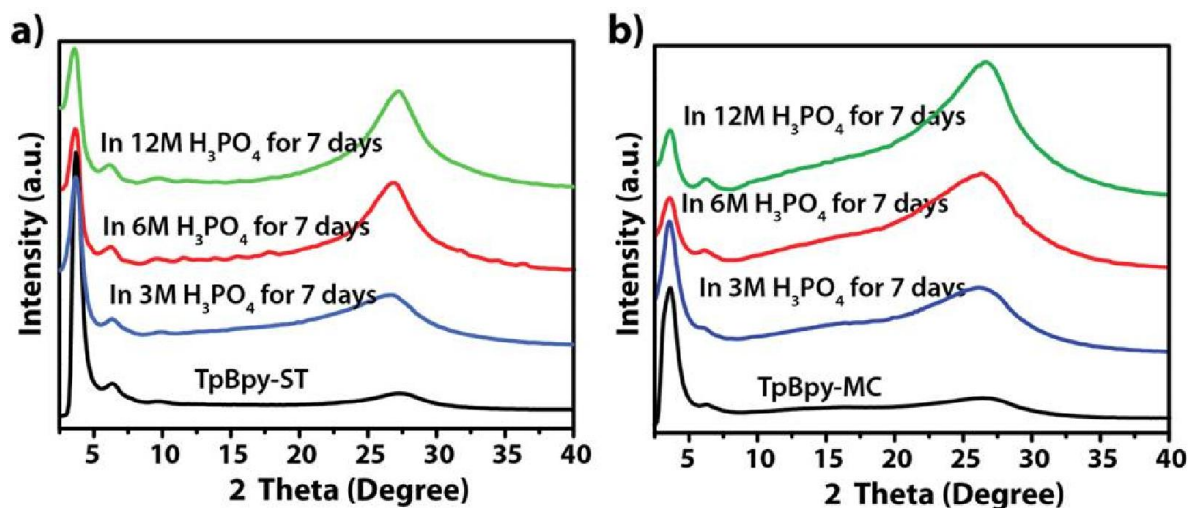 a)
Intensity (a.u.)
In 12M H₃PO₄ for 7 days
In 6M H₃PO₄ for 7 days
In 3M H₃PO₄ for 7 days
TpBpy-ST
5 10 15 20 25 30 35 40
2 Theta (Degree)
b)
Intensity (a.u.)
In 12M H₃PO₄ for 7 days
In 6M H₃PO₄ for 7 days
In 3M H₃PO₄ for 7 days
TpBpy-MC
5 10 15 20 25 30 35 40
2 Theta (Degree)